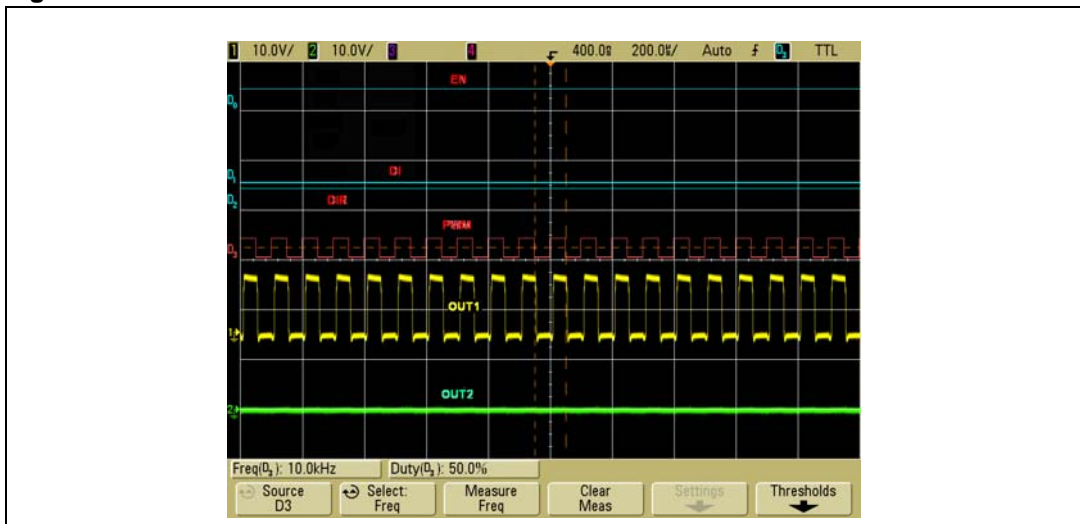 1 10.0V/ 2 10.0V/ 3 4 400.0 200.0 / Auto D3 TTL
EN
D0
DI
D1
D2
DIR
PWM
D3
OUT1
1
OUT2
2
Freq(D3): 10.0kHz Duty(D3): 50.0%
Source Select: Measure Clear Settings Thresholds
D3 Freq Freq Meas